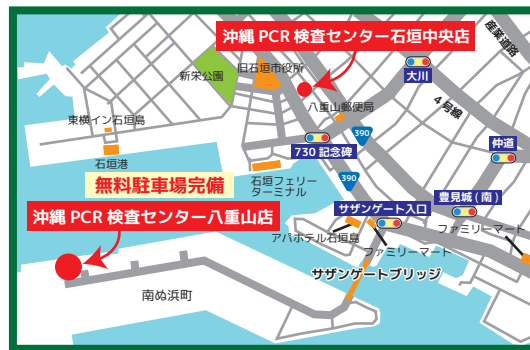 沖縄 PCR 検査センター石垣中央店
産業道路
新栄公園
旧石垣市役所
大川
八重山郵便局
4号線
東横イン石垣島
390
730 記念碑
仲道
石垣港
無料駐車場完備
石垣フェリー
ターミナル
390
豊見城(南)
沖縄 PCR 検査センター八重山店
サザンゲート入口
ファミリーマート
アパホテル石垣島
ファミリーマート
サザンゲートブリッジ
南ぬ浜町